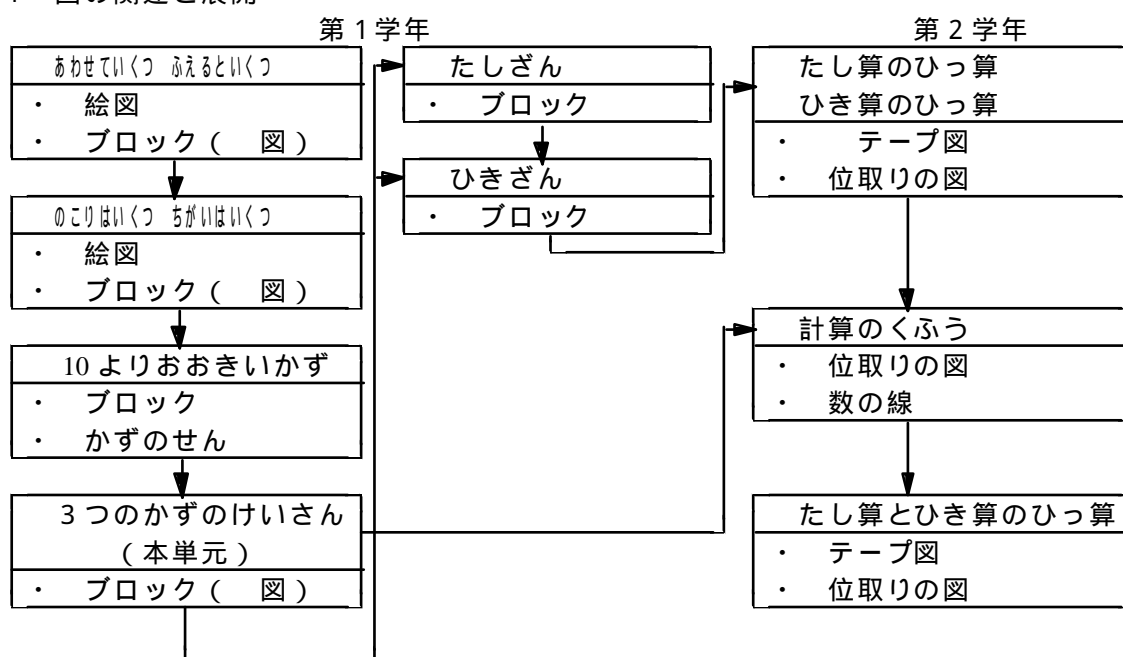 第1学年
あわせていくつ ふえるといくつ
・ 絵図
・ ブロック( 図)
のこりはいくつ ちがいはいくつ
・ 絵図
・ ブロック( 図)
10よりおおきいかず
・ ブロック
・ かずのせん
3つのかずのけいさん
(本単元)
・ ブロック( 図)
たしざん
・ ブロック
ひきざん
・ ブロック
第2学年
たし算のひっ算
ひき算のひっ算
・ テープ図
・ 位取りの図
計算のくふう
・ 位取りの図
・ 数の線
たし算とひき算のひっ算
・ テープ図
・ 位取りの図